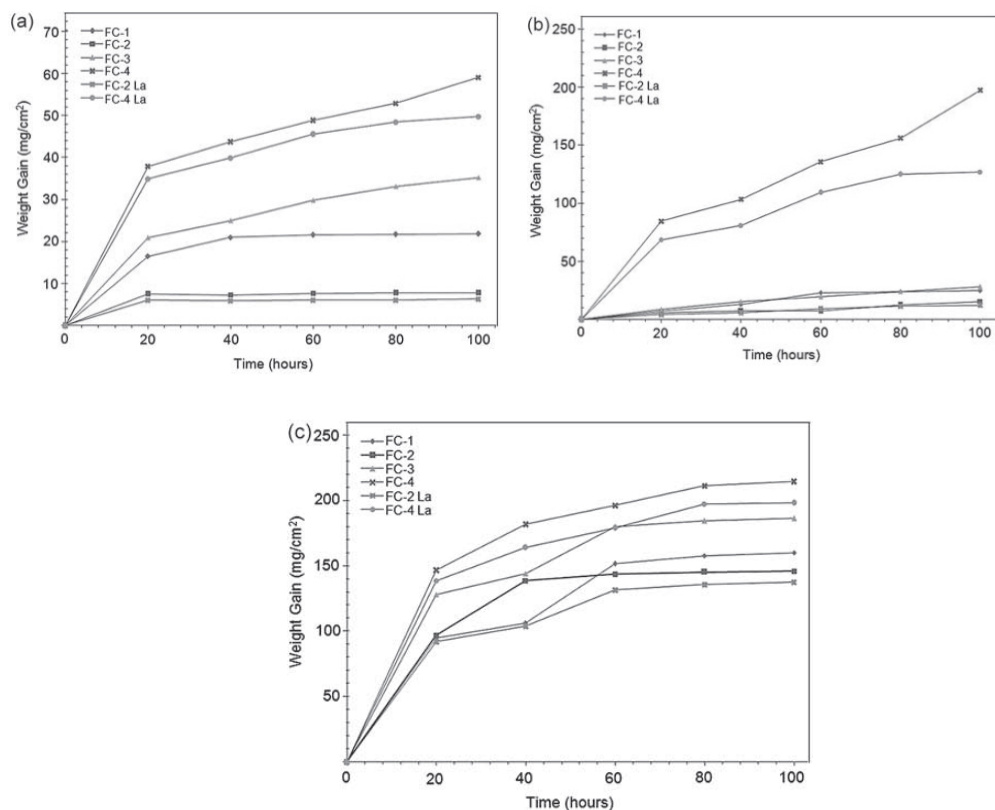 (a)
70
60
50
40
30
20
10
0
20
40
60
80
100
Weight Gain (mg/cm²)
Time (hours)
FC-1
FC-2
FC-3
FC-4
FC-2 La
FC-4 La
(b)
250
200
150
100
50
0
20
40
60
80
100
Weight Gain (mg/cm²)
Time (hours)
FC-1
FC-2
FC-3
FC-4
FC-2 La
FC-4 La
(c)
250
200
150
100
50
0
20
40
60
80
100
Weight Gain (mg/cm²)
Time (hours)
FC-1
FC-2
FC-3
FC-4
FC-2 La
FC-4 La